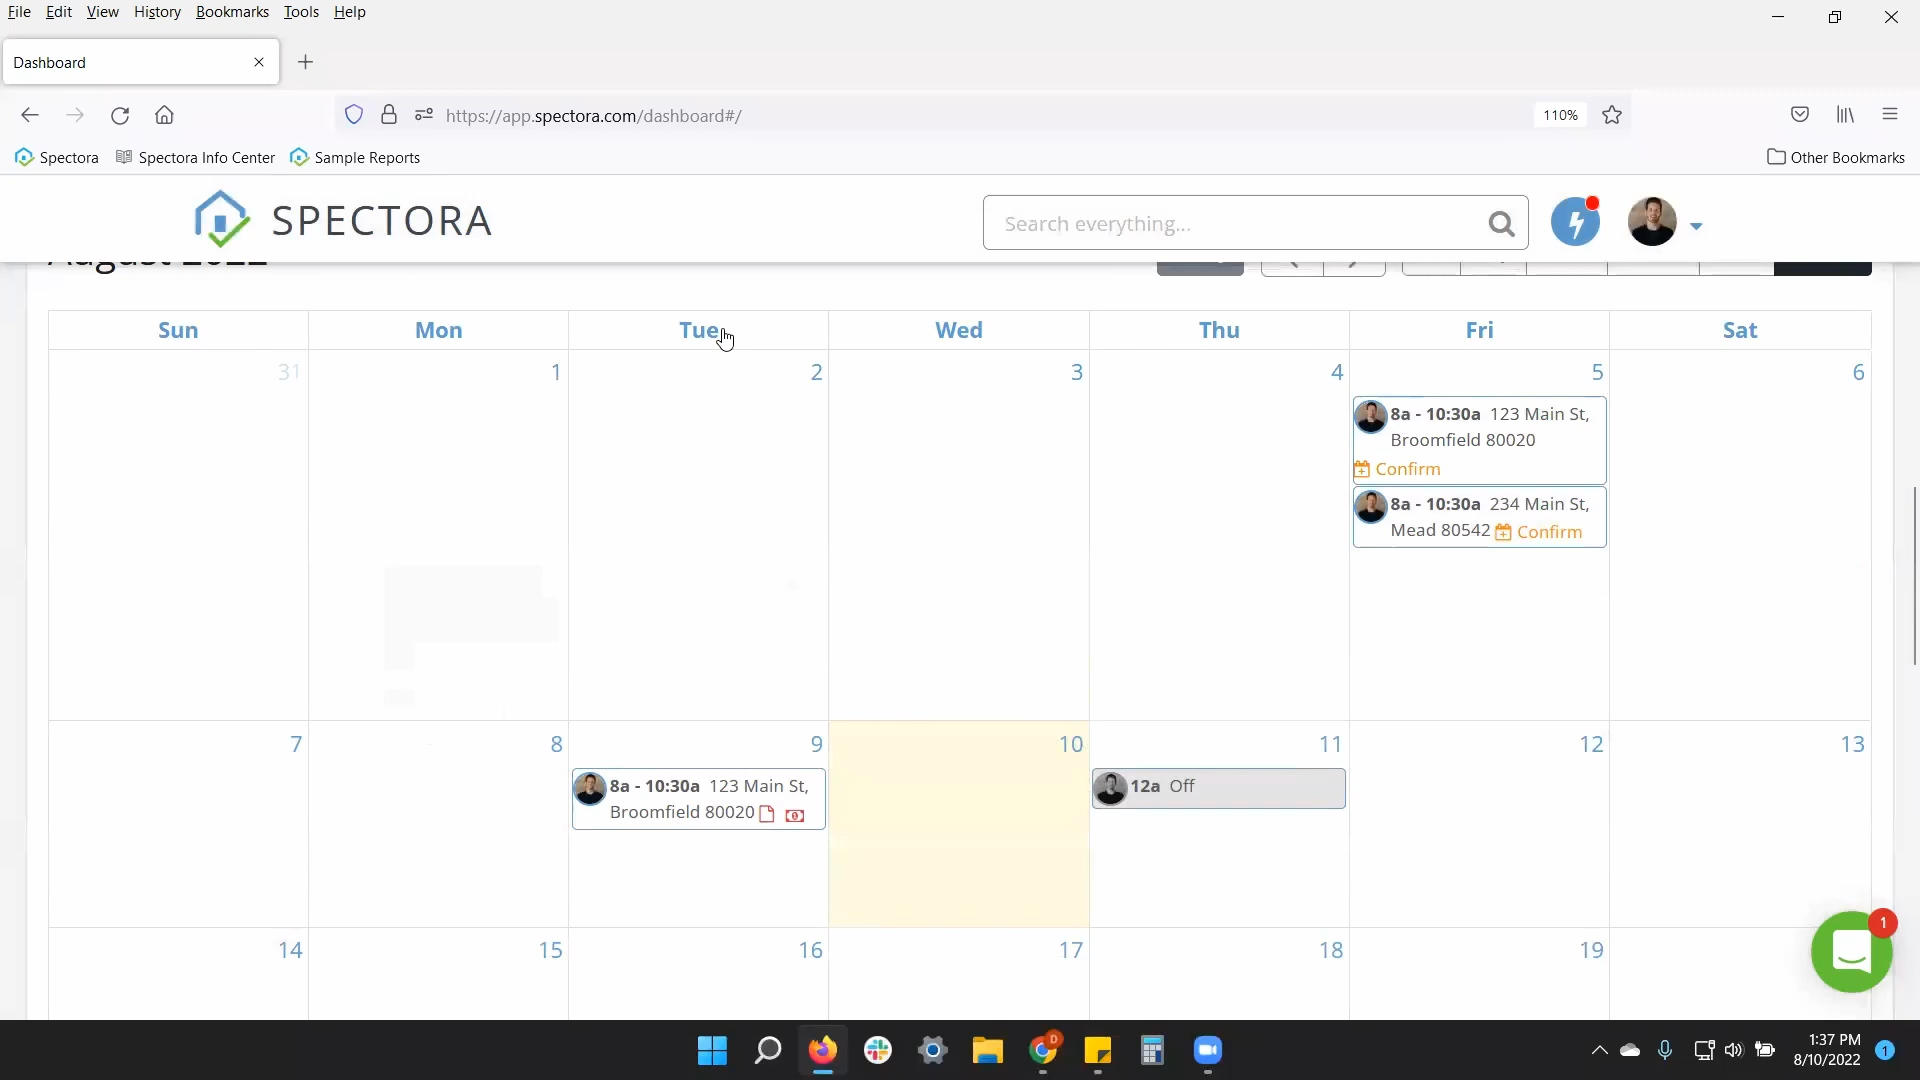 File Edit View History Bookmarks Tools Help
Dashboard
https://app.spectora.com/dashboard#/
110%
Spectora Spectora Info Center Sample Reports Other Bookmarks
SPECTORA
Search everything...
August 2022
Sun Mon Tue Wed Thu Fri Sat
31 1 2 3 4 5 6
8a - 10:30a 123 Main St,
Broomfield 80020
Confirm
8a - 10:30a 234 Main St,
Mead 80542 Confirm
7 8 9 10 11 12 13
8a - 10:30a 123 Main St,
Broomfield 80020
12a Off
14 15 16 17 18 19
1
D
1:37 PM
8/10/2022
1